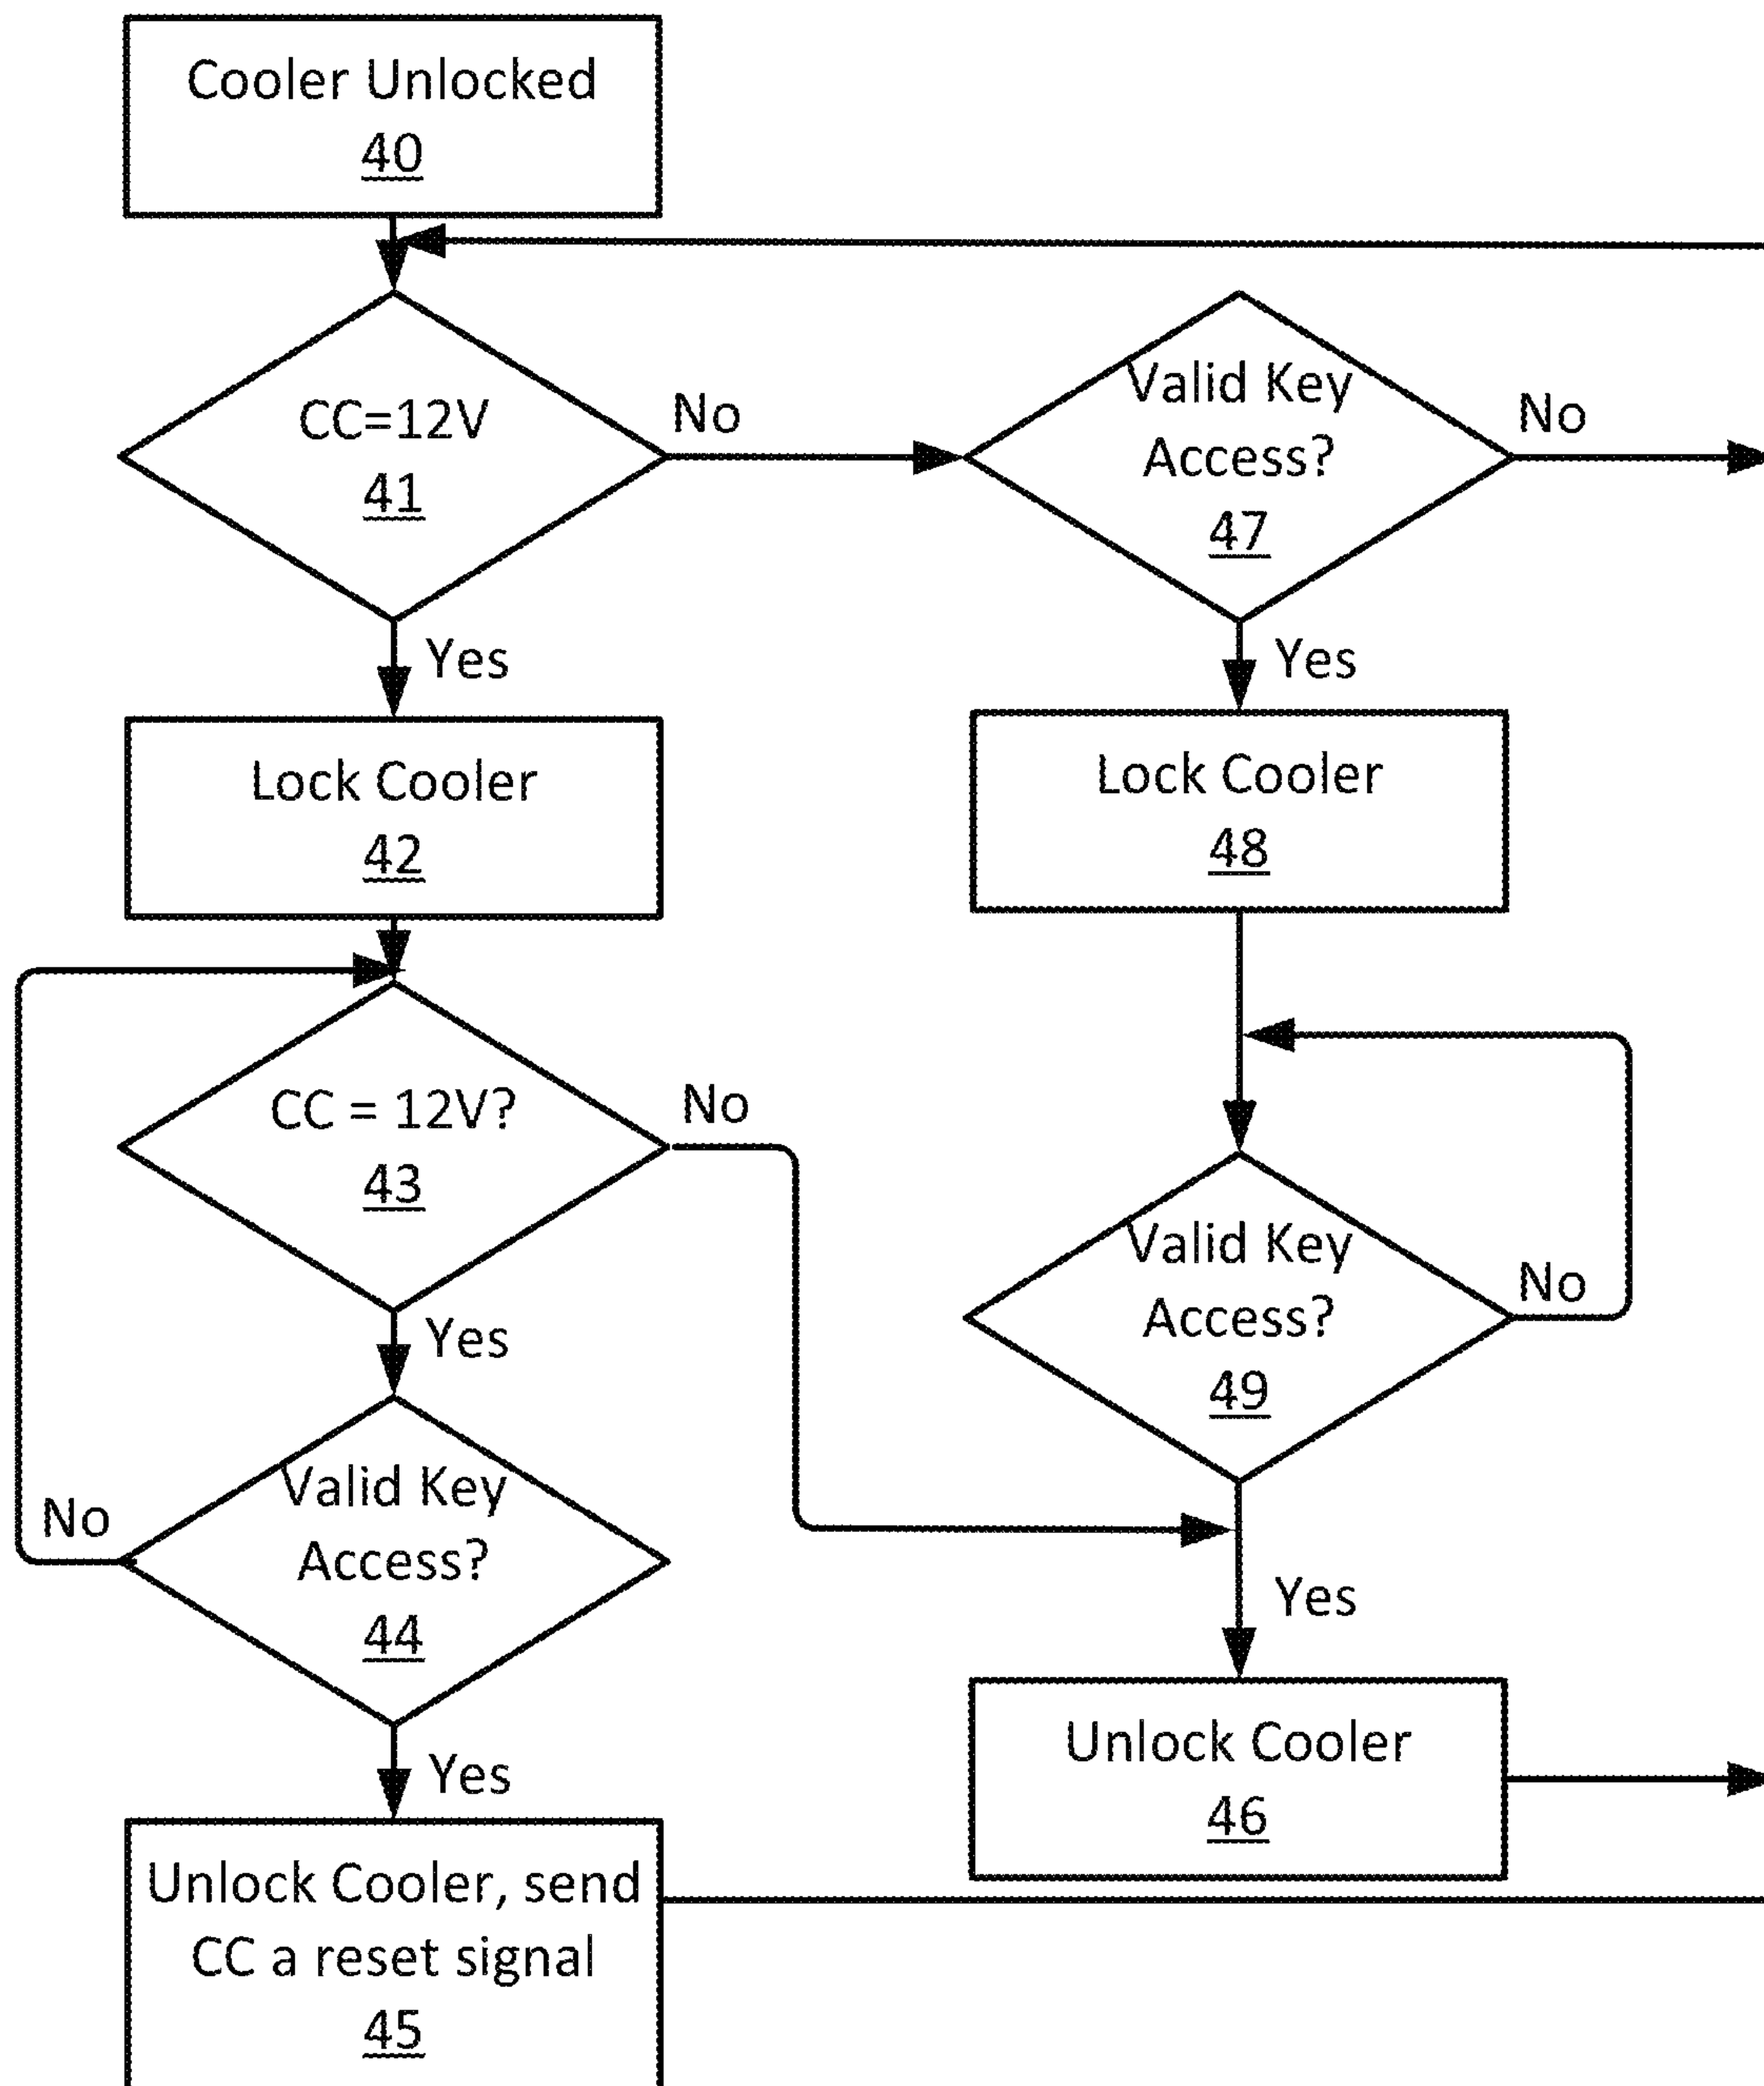 Cooler Unlocked
40
CC=12V
41
No
Valid Key
Access?
47
No
Yes
Yes
Lock Cooler
42
Lock Cooler
48
CC = 12V?
43
No
Valid Key
Access?
49
No
Yes
Valid Key
Access?
44
No
Yes
Yes
Unlock Cooler
46
Unlock Cooler, send
CC a reset signal
45